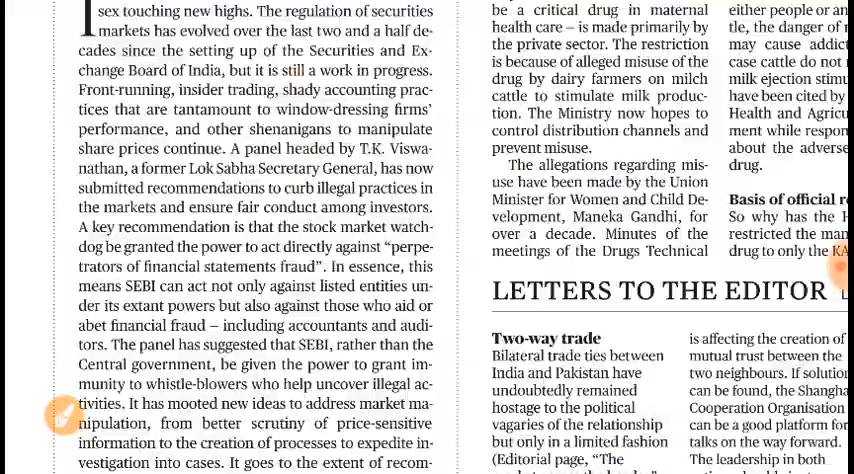 sex touching new highs. The regulation of securities
I markets has evolved over the last two and a half de-
cades since the setting up of the Securities and Ex-
change Board of India, but it is still a work in progress.
Front-running, insider trading, shady accounting prac-
tices that are tantamount to window-dressing firms'
performance, and other shenanigans to manipulate
share prices continue. A panel headed by T.K. Viswa-
nathan, a former Lok Sabha Secretary General, has now
submitted recommendations to curb illegal practices in
the markets and ensure fair conduct among investors.
A key recommendation is that the stock market watch-
dog be granted the power to act directly against “perpe-
trators of financial statements fraud”. In essence, this
means SEBI can act not only against listed entities un-
der its extant powers but also against those who aid or
abet financial fraud – including accountants and audi-
tors. The panel has suggested that SEBI, rather than the
Central government, be given the power to grant im-
munity to whistle-blowers who help uncover illegal ac-
tivities. It has mooted new ideas to address market ma-
nipulation, from better scrutiny of price-sensitive
information to the creation of processes to expedite in-
vestigation into cases. It goes to the extent of recom-
be a critical drug in maternal
health care – is made primarily by
the private sector. The restriction
is because of alleged misuse of the
drug by dairy farmers on milch
cattle to stimulate milk produc-
tion. The Ministry now hopes to
control distribution channels and
prevent misuse.
The allegations regarding mis-
use have been made by the Union
Minister for Women and Child De-
velopment, Maneka Gandhi, for
over a decade. Minutes of the
meetings of the Drugs Technical
either people or an
tle, the danger of
may cause addict
case cattle do not
milk ejection stimu
have been cited by
Health and Agricu
ment while respon
about the adverse
drug.
Basis of official
So why has the
restricted the man
drug to only the KA
LETTERS TO THE EDITOR
Two-way trade
Bilateral trade ties between
India and Pakistan have
undoubtedly remained
hostage to the political
vagaries of the relationship
but only in a limited fashion
(Editorial page, “The
is affecting the creation of
mutual trust between the
two neighbours. If solution
can be found, the Shangha
Cooperation Organisation
can be a good platform for
talks on the way forward.
The leadership in both